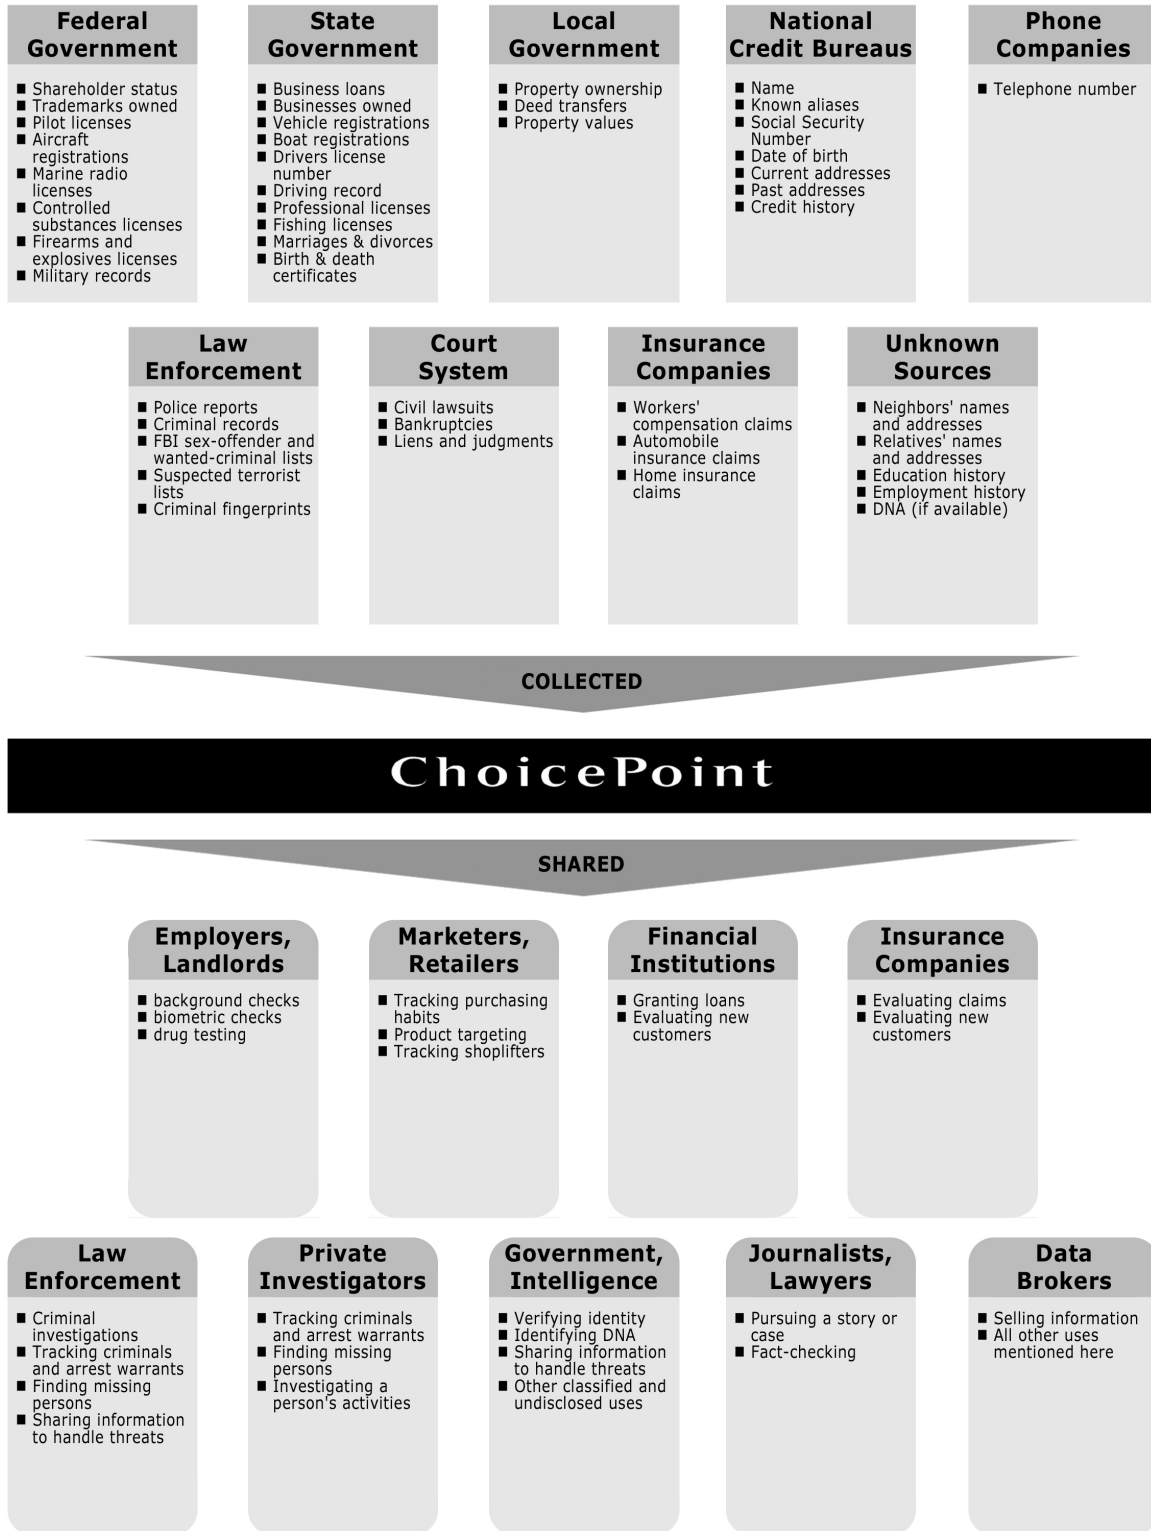 Federal
Government
■ Shareholder status
■ Trademarks owned
■ Pilot licenses
■ Aircraft
registrations
■ Marine radio
licenses
■ Controlled
substances licenses
■ Firearms and
explosives licenses
■ Military records
State
Government
■ Business loans
■ Businesses owned
■ Vehicle registrations
■ Boat registrations
■ Drivers license
number
■ Driving record
■ Professional licenses
■ Fishing licenses
■ Marriages & divorces
■ Birth & death
certificates
Local
Government
■ Property ownership
■ Deed transfers
■ Property values
National
Credit Bureaus
■ Name
■ Known aliases
■ Social Security
Number
■ Date of birth
■ Current addresses
■ Past addresses
■ Credit history
Phone
Companies
■ Telephone number
Law
Enforcement
■ Police reports
■ Criminal records
■ FBI sex-offender and
wanted-criminal lists
■ Suspected terrorist
lists
■ Criminal fingerprints
Court
System
■ Civil lawsuits
■ Bankruptcies
■ Liens and judgments
Insurance
Companies
■ Workers'
compensation claims
■ Automobile
insurance claims
■ Home insurance
claims
Unknown
Sources
■ Neighbors' names
and addresses
■ Relatives' names
and addresses
■ Education history
■ Employment history
■ DNA (if available)
COLLECTED
ChoicePoint
SHARED
Employers,
Landlords
■ background checks
■ biometric checks
■ drug testing
Marketers,
Retailers
■ Tracking purchasing
habits
■ Product targeting
■ Tracking shoplifters
Financial
Institutions
■ Granting loans
■ Evaluating new
customers
Insurance
Companies
■ Evaluating claims
■ Evaluating new
customers
Law
Enforcement
■ Criminal
investigations
■ Tracking criminals
and arrest warrants
■ Finding missing
persons
■ Sharing information
to handle threats
Private
Investigators
■ Tracking criminals
and arrest warrants
■ Finding missing
persons
■ Investigating a
person's activities
Government,
Intelligence
■ Verifying identity
■ Identifying DNA
■ Sharing information
to handle threats
■ Other classified and
undisclosed uses
Journalists,
Lawyers
■ Pursuing a story or
case
■ Fact-checking
Data
Brokers
■ Selling information
■ All other uses
mentioned here